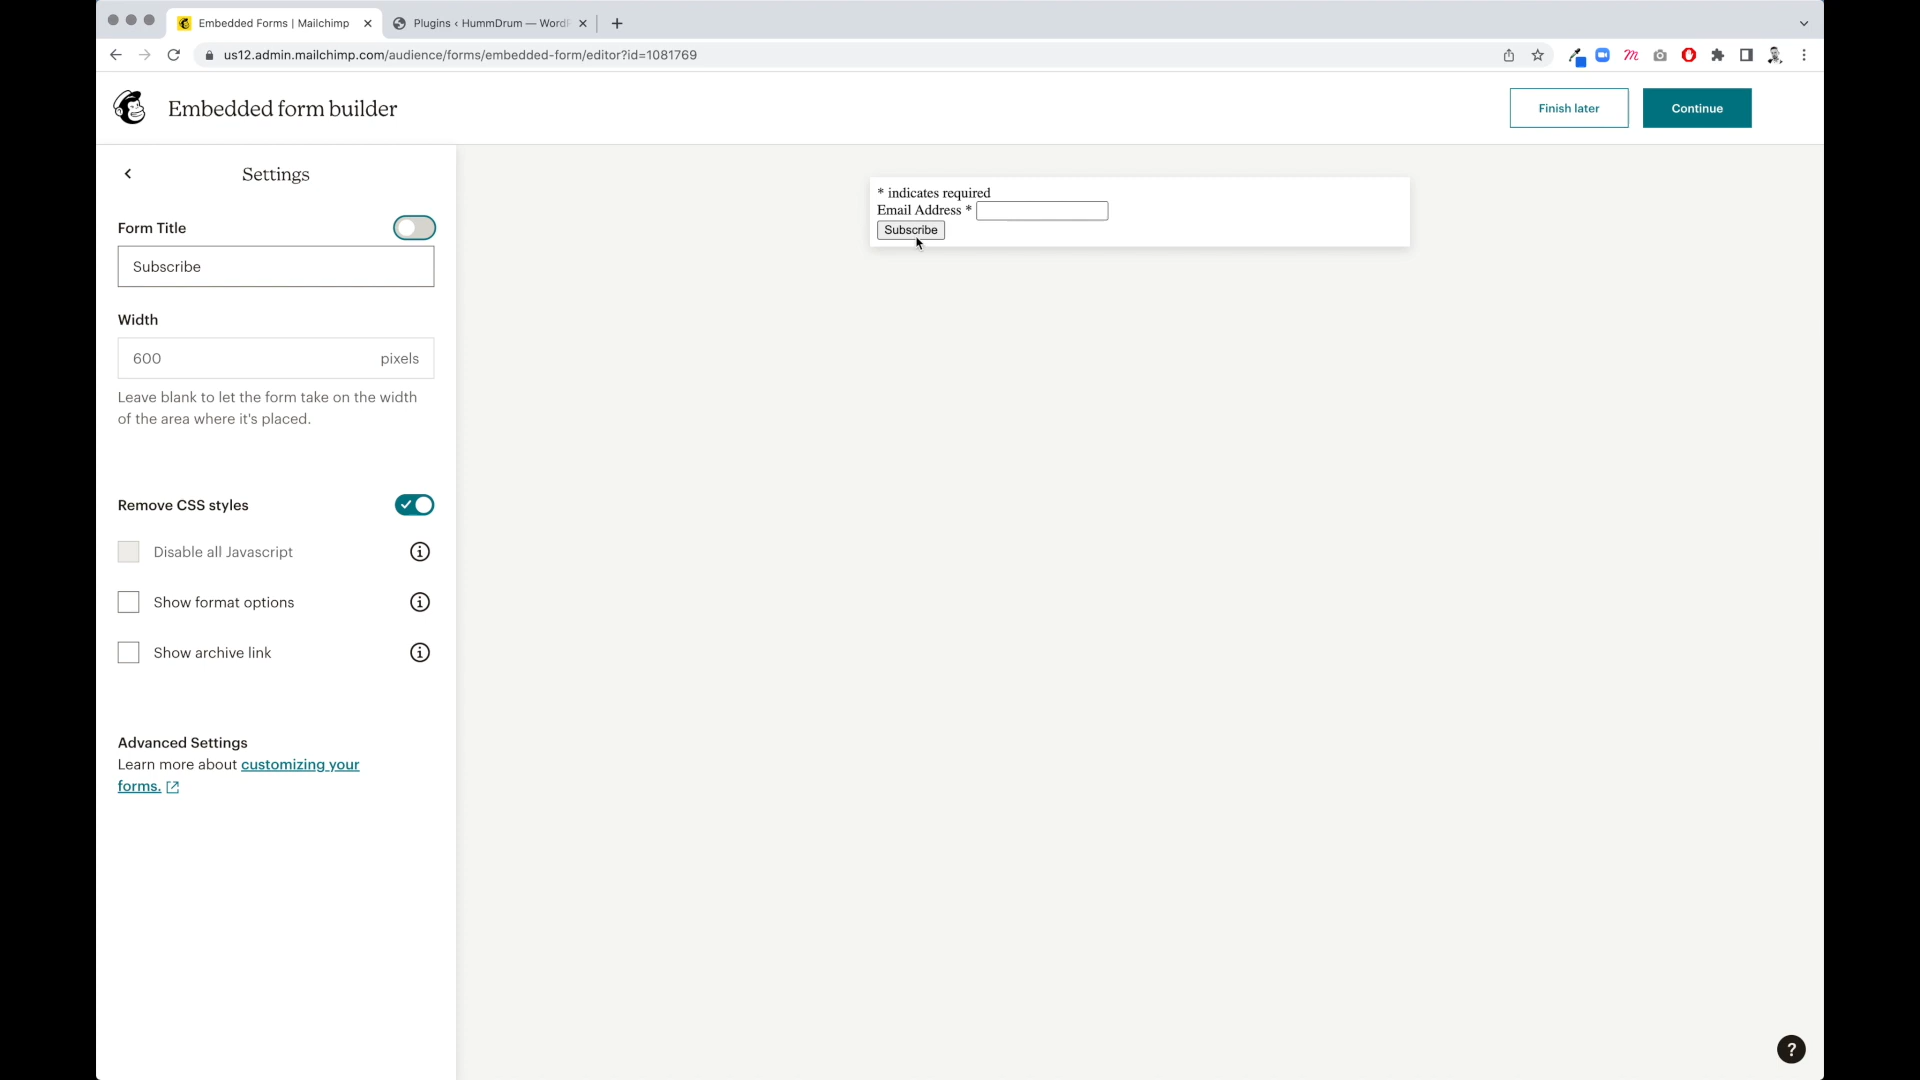 Embedded Forms | Mailchimp
Plugins ‹ HummDrum — WordP
us12.admin.mailchimp.com/audience/forms/embedded-form/editor?id=1081769
Embedded form builder
Finish later
Continue
Settings
Form Title
Subscribe
Width
600 pixels
Leave blank to let the form take on the width
of the area where it's placed.
Remove CSS styles
Disable all Javascript
Show format options
Show archive link
Advanced Settings
Learn more about customizing your
forms.
* indicates required
Email Address *
Subscribe
?